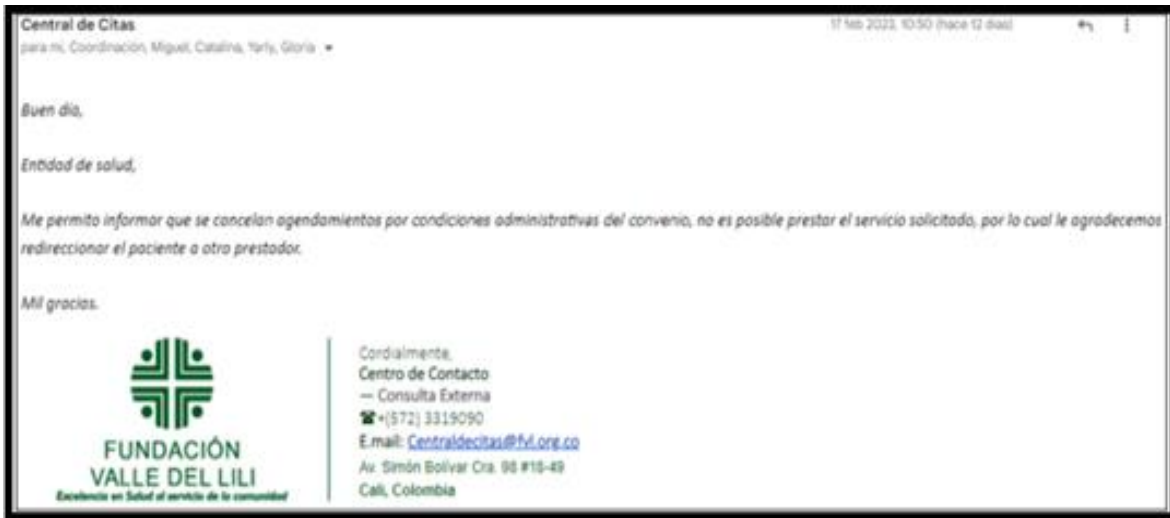 Central de Citas
17 feb 2023, 10:50 (hace 12 días)
para mí, Coordinación, Miguel, Catalina, Yarly, Gloria
Buen día,
Entidad de salud,
Me permito informar que se cancelan agendamientos por condiciones administrativas del convenio, no es posible prestar el servicio solicitado, por lo cual le agradecemos
redireccionar el paciente a otro prestador.
Mil gracias.
FUNDACIÓN
VALLE DEL LILI
Excelencia en Salud al servicio de la comunidad
Cordialmente,
Centro de Contacto
— Consulta Externa
☎+(572) 3319090
E.mail: Centraldecitas@fvl.org.co
Av. Simón Bolívar Cra. 98 #18-49
Cali, Colombia